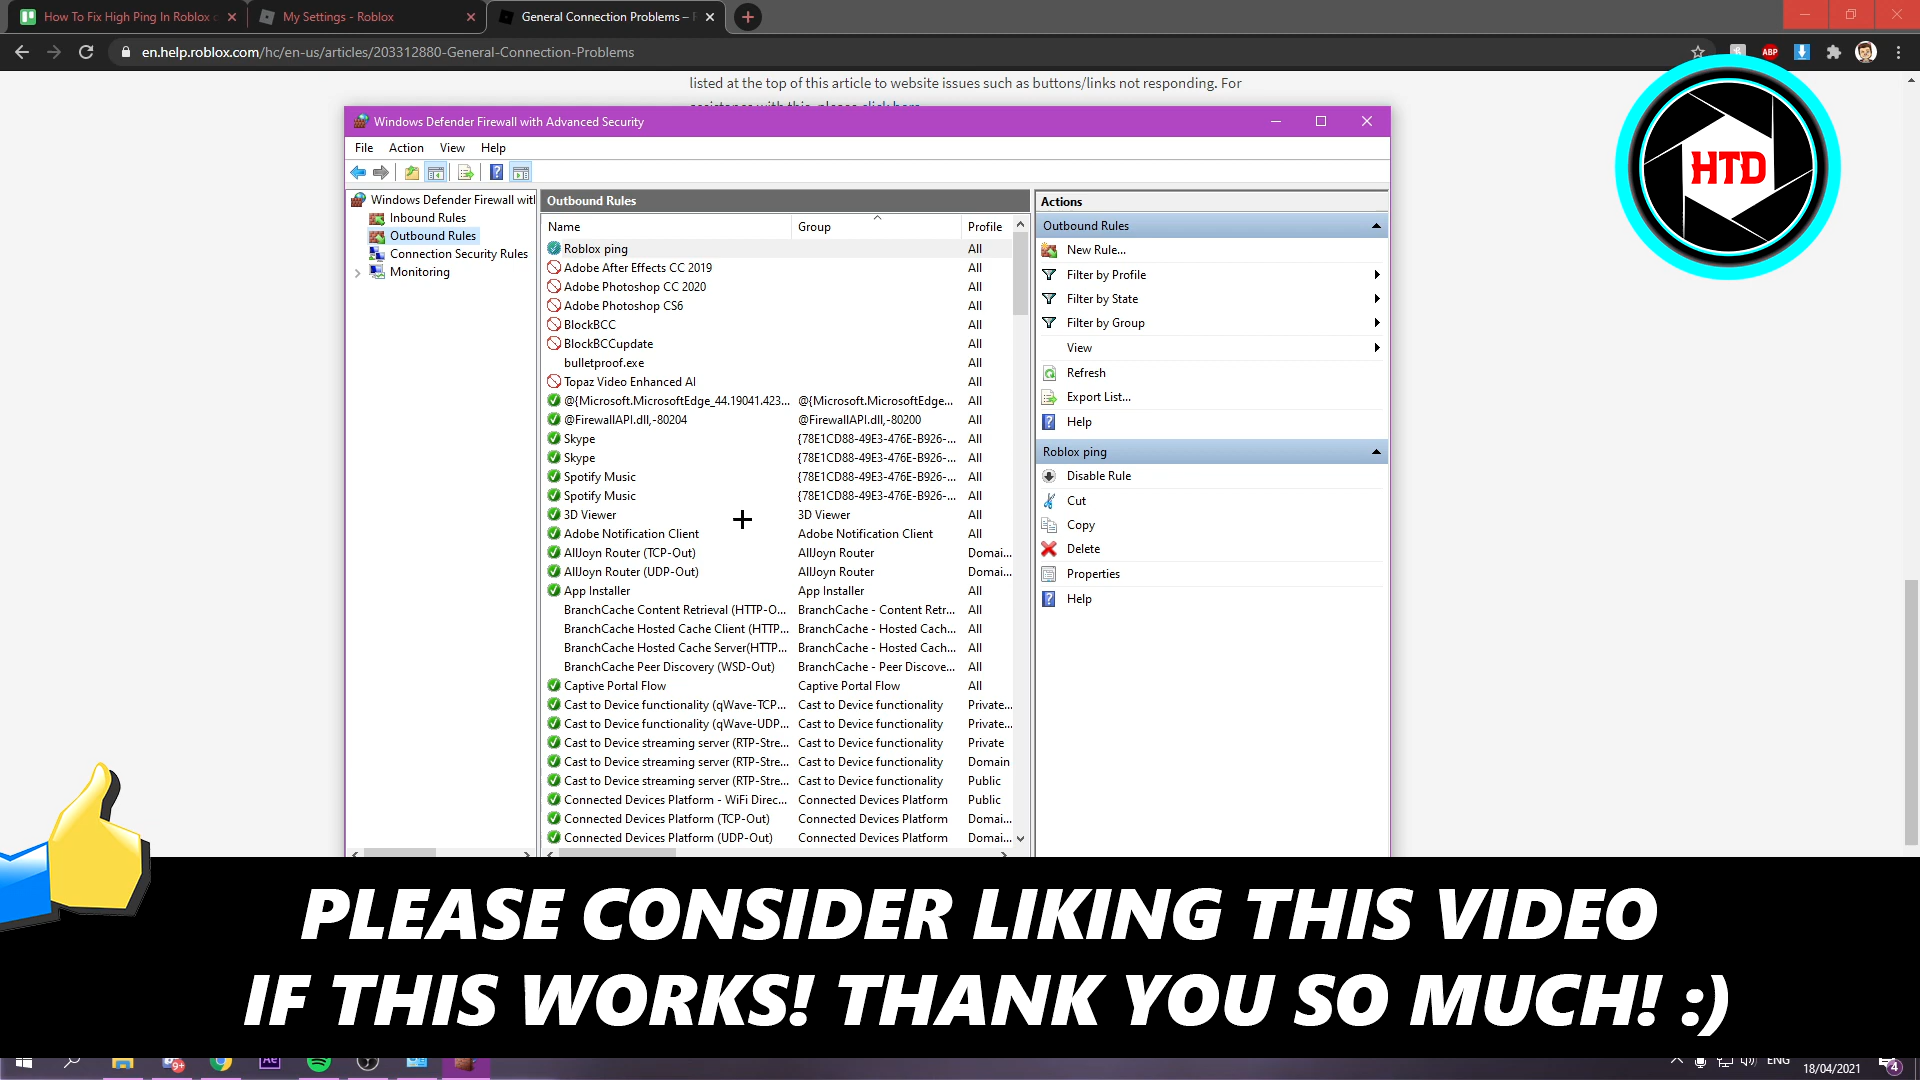 How To Fix High Ping In Roblox
My Settings - Roblox
General Connection Problems –
en.help.roblox.com/hc/en-us/articles/203312880-General-Connection-Problems
ABP
listed at the top of this article to website issues such as buttons/links not responding. For
HTD
Windows Defender Firewall with Advanced Security
File Action View Help
Windows Defender Firewall wit
Inbound Rules
Outbound Rules
Connection Security Rules
Monitoring
Outbound Rules
Name Group Profile
Roblox ping All
Adobe After Effects CC 2019 All
Adobe Photoshop CC 2020 All
Adobe Photoshop CS6 All
BlockBCC All
BlockBCCupdate All
bulletproof.exe All
Topaz Video Enhanced AI All
@{Microsoft.MicrosoftEdge_44.19041.423... @{Microsoft.MicrosoftEdge... All
@FirewallAPI.dll,-80204 @FirewallAPI.dll,-80200 All
Skype {78E1CD88-49E3-476E-B926-... All
Skype {78E1CD88-49E3-476E-B926-... All
Spotify Music {78E1CD88-49E3-476E-B926-... All
Spotify Music {78E1CD88-49E3-476E-B926-... All
3D Viewer 3D Viewer All
Adobe Notification Client Adobe Notification Client All
AllJoyn Router (TCP-Out) AllJoyn Router Domai...
AllJoyn Router (UDP-Out) AllJoyn Router Domai...
App Installer App Installer All
BranchCache Content Retrieval (HTTP-O... BranchCache - Content Retr... All
BranchCache Hosted Cache Client (HTTP... BranchCache - Hosted Cach... All
BranchCache Hosted Cache Server(HTTP... BranchCache - Hosted Cach... All
BranchCache Peer Discovery (WSD-Out) BranchCache - Peer Discove... All
Captive Portal Flow Captive Portal Flow All
Cast to Device functionality (qWave-TCP... Cast to Device functionality Private...
Cast to Device functionality (qWave-UDP... Cast to Device functionality Private...
Cast to Device streaming server (RTP-Stre... Cast to Device functionality Private
Cast to Device streaming server (RTP-Stre... Cast to Device functionality Domain
Cast to Device streaming server (RTP-Stre... Cast to Device functionality Public
Connected Devices Platform - WiFi Direc... Connected Devices Platform Public
Connected Devices Platform (TCP-Out) Connected Devices Platform Domai...
Connected Devices Platform (UDP-Out) Connected Devices Platform Domai...
Actions
Outbound Rules
New Rule...
Filter by Profile
Filter by State
Filter by Group
View
Refresh
Export List...
Help
Roblox ping
Disable Rule
Cut
Copy
Delete
Properties
Help
PLEASE CONSIDER LIKING THIS VIDEO
IF THIS WORKS! THANK YOU SO MUCH! :)
9+
Ae
ENG
18/04/2021
4